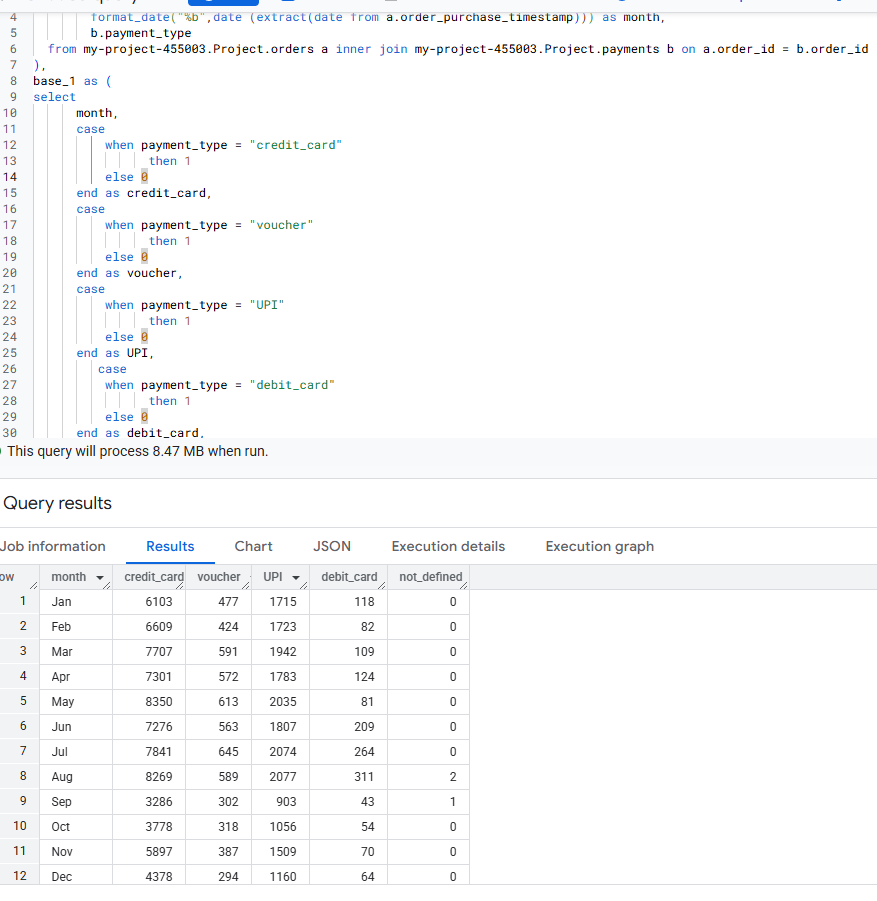 4 format_date("%b",date (extract(date from a.order_purchase_timestamp))) as month,
5 b.payment_type
6 from my-project-455003.Project.orders a inner join my-project-455003.Project.payments b on a.order_id = b.order_id
7 ),
8 base_1 as (
9 select
10 month,
11 case
12 when payment_type = "credit_card"
13 then 1
14 else 0
15 end as credit_card,
16 case
17 when payment_type = "voucher"
18 then 1
19 else 0
20 end as voucher,
21 case
22 when payment_type = "UPI"
23 then 1
24 else 0
25 end as UPI,
26 case
27 when payment_type = "debit_card"
28 then 1
29 else 0
30 end as debit_card,
This query will process 8.47 MB when run.
Query results
Job information Results Chart JSON Execution details Execution graph
ow month credit_card voucher UPI debit_card not_defined
1 Jan 6103 477 1715 118 0
2 Feb 6609 424 1723 82 0
3 Mar 7707 591 1942 109 0
4 Apr 7301 572 1783 124 0
5 May 8350 613 2035 81 0
6 Jun 7276 563 1807 209 0
7 Jul 7841 645 2074 264 0
8 Aug 8269 589 2077 311 2
9 Sep 3286 302 903 43 1
10 Oct 3778 318 1056 54 0
11 Nov 5897 387 1509 70 0
12 Dec 4378 294 1160 64 0